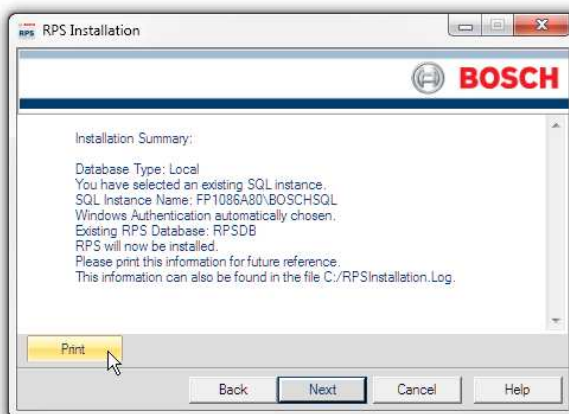 RPS RPS Installation
BOSCH
Installation Summary:
Database Type: Local
You have selected an existing SQL instance.
SQL Instance Name: FP1086A80\BOSCHSQL
Windows Authentication automatically chosen.
Existing RPS Database: RPSDB
RPS will now be installed.
Please print this information for future reference.
This information can also be found in the file C:/RPSInstallation.Log.
Print
Back Next Cancel Help